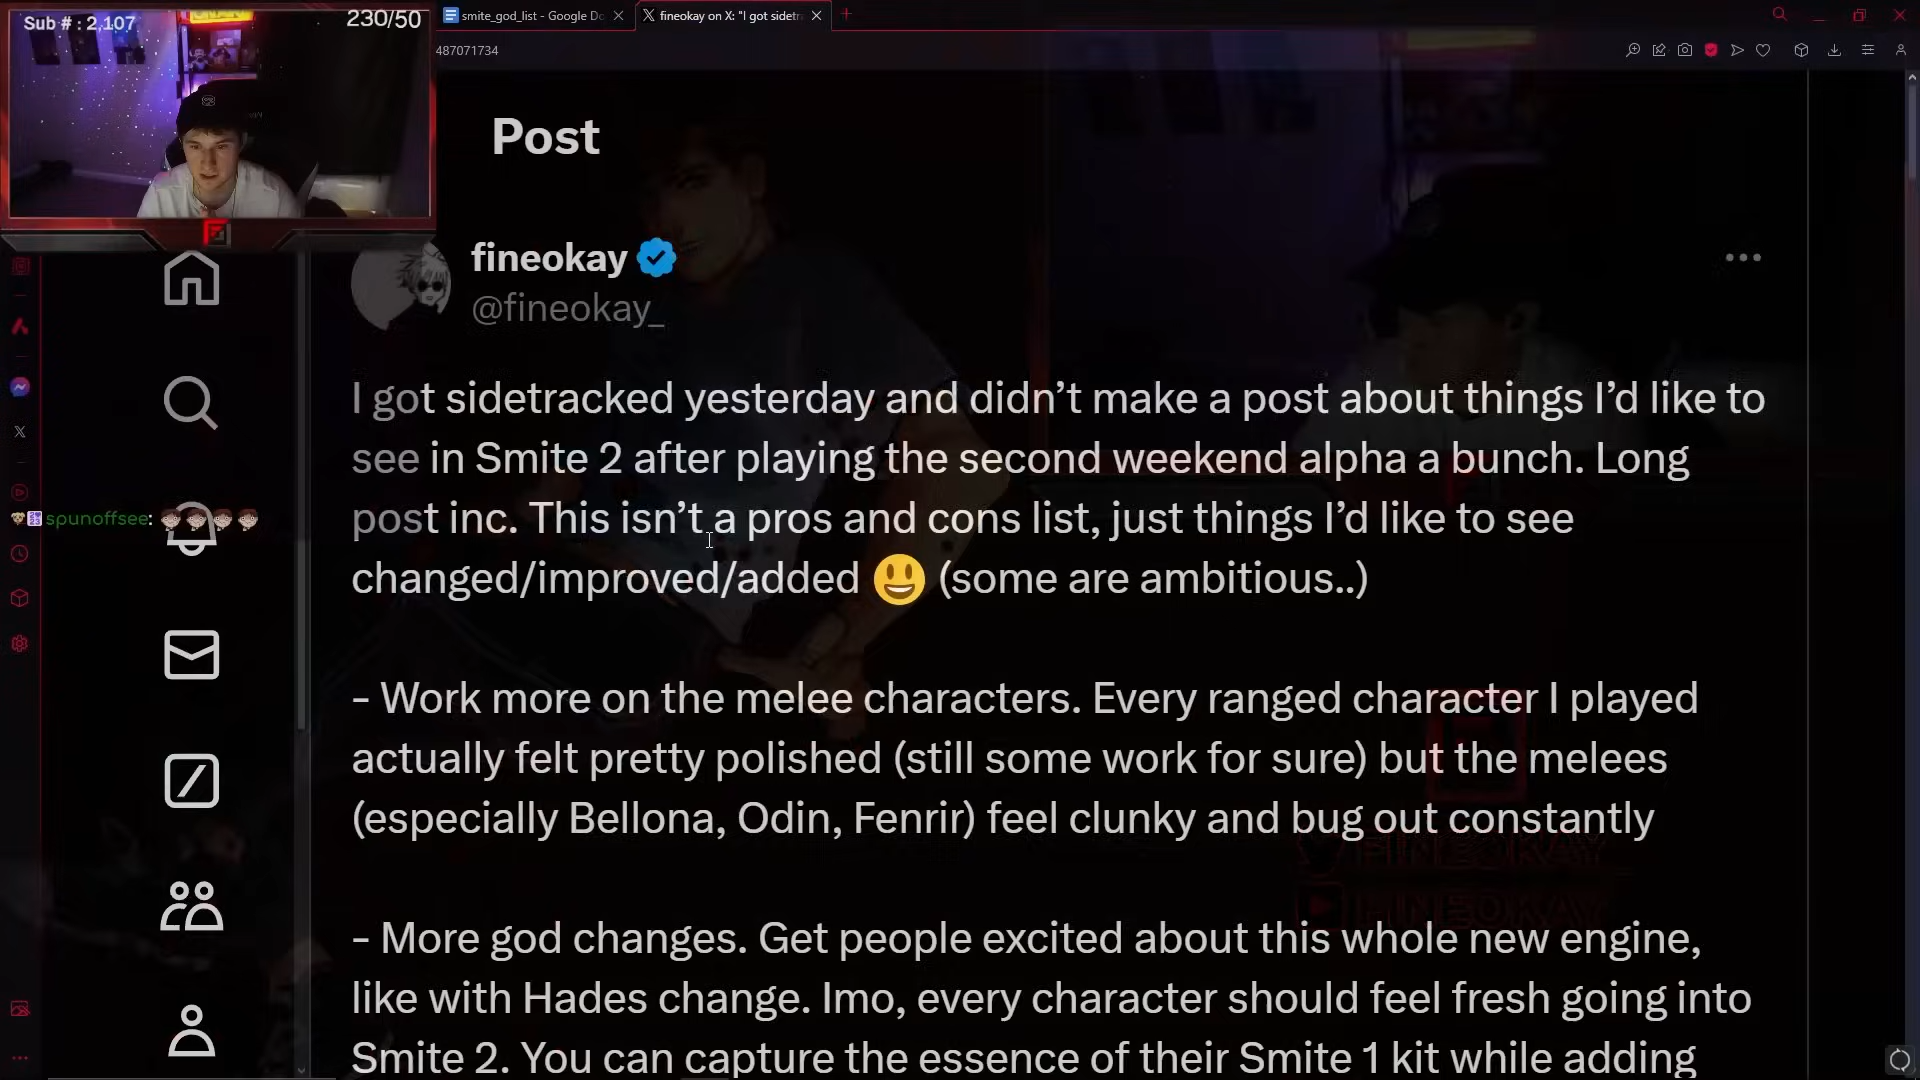 Sub # : 2,107
230/50
smite_god_list - Google Do
fineokay on X: "I got sidetr
487071734
Post
fineokay
@fineokay_
I got sidetracked yesterday and didn’t make a post about things I’d like to
see in Smite 2 after playing the second weekend alpha a bunch. Long
post inc. This isn’t a pros and cons list, just things I’d like to see
changed/improved/added 😃 (some are ambitious..)
spunoffsee:
- Work more on the melee characters. Every ranged character I played
actually felt pretty polished (still some work for sure) but the melees
(especially Bellona, Odin, Fenrir) feel clunky and bug out constantly
FINEOKAY
FINEOKAY
- More god changes. Get people excited about this whole new engine,
like with Hades change. Imo, every character should feel fresh going into
Smite 2. You can capture the essence of their Smite 1 kit while adding